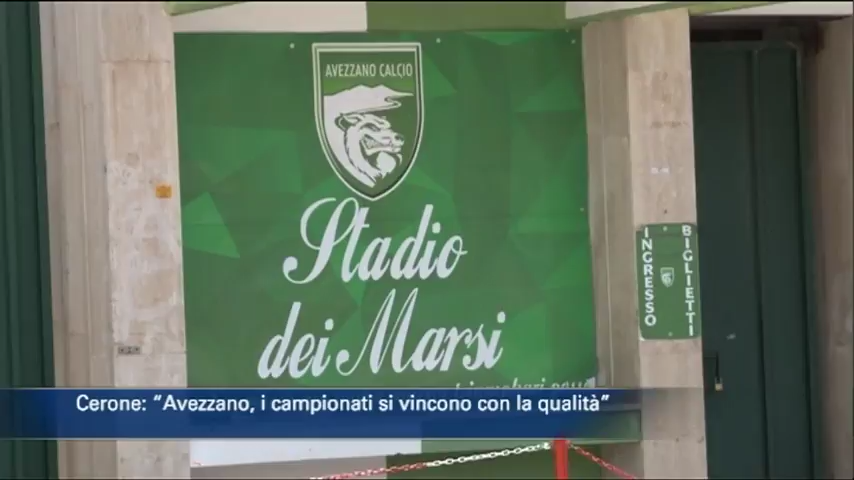 AVEZZANO CALCIO
Stadio
dei Marsi
INGRESSO
BIGLIETTI
Cerone: “Avezzano, i campionati si vincono con la qualità”